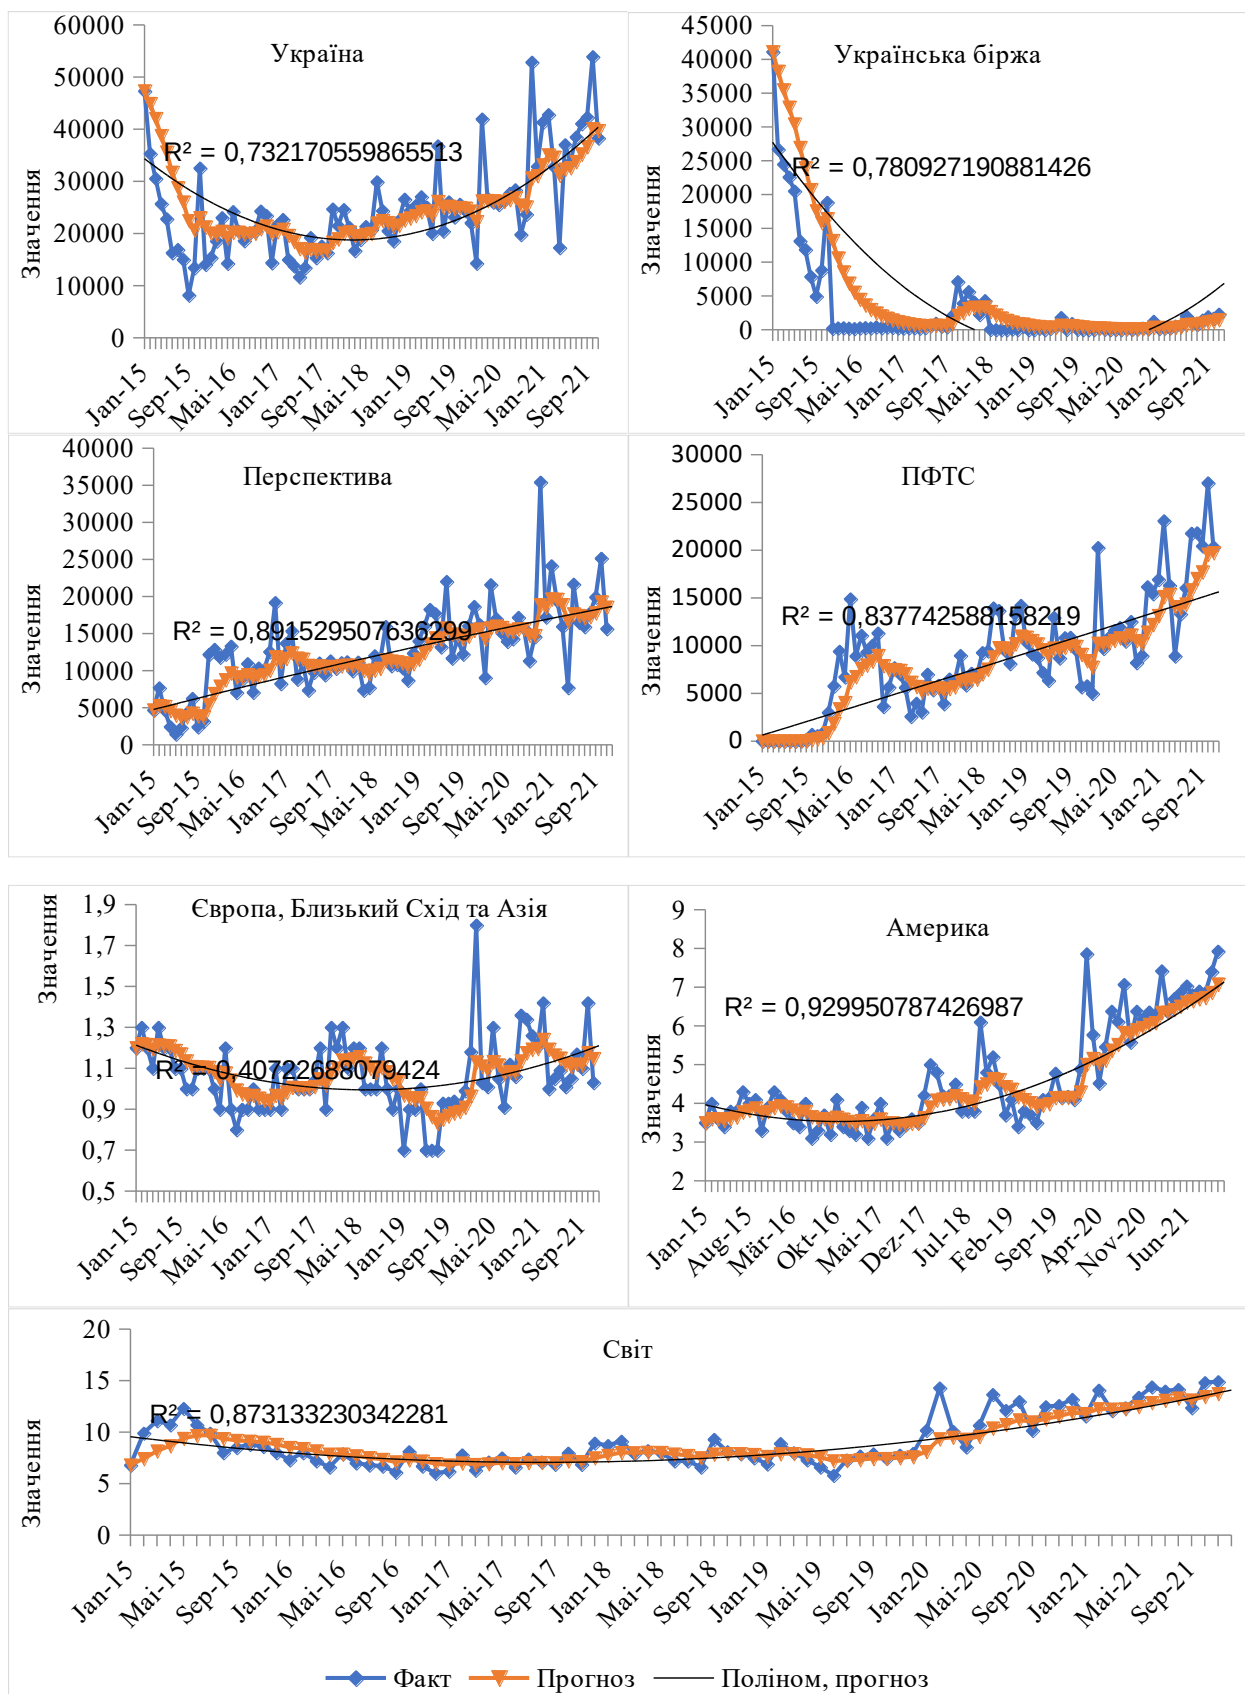 Україна
60000
50000
40000
30000
20000
10000
0
Значення
R² = 0,732170559865513
Jan-15
Sep-15
Mai-16
Jan-17
Sep-17
Mai-18
Jan-19
Sep-19
Mai-20
Jan-21
Sep-21
Українська біржа
45000
40000
35000
30000
25000
20000
15000
10000
5000
0
Значення
R² = 0,780927190881426
Jan-15
Sep-15
Mai-16
Jan-17
Sep-17
Mai-18
Jan-19
Sep-19
Mai-20
Jan-21
Sep-21
Перспектива
40000
35000
30000
25000
20000
15000
10000
5000
0
Значення
R² = 0,891529507636299
Jan-15
Sep-15
Mai-16
Jan-17
Sep-17
Mai-18
Jan-19
Sep-19
Mai-20
Jan-21
Sep-21
ПФТС
30000
25000
20000
15000
10000
5000
0
Значення
R² = 0,837742588158219
Jan-15
Sep-15
Mai-16
Jan-17
Sep-17
Mai-18
Jan-19
Sep-19
Mai-20
Jan-21
Sep-21
Європа, Близький Схід та Азія
1,9
1,7
1,5
1,3
1,1
0,9
0,7
0,5
Значення
R² = 0,40722688079424
Jan-15
Sep-15
Mai-16
Jan-17
Sep-17
Mai-18
Jan-19
Sep-19
Mai-20
Jan-21
Sep-21
Америка
9
8
7
6
5
4
3
2
Значення
R² = 0,929950787426987
Jan-15
Aug-15
Mär-16
Okt-16
Mai-17
Dez-17
Jul-18
Feb-19
Sep-19
Apr-20
Nov-20
Jun-21
Світ
20
15
10
5
0
Значення
R² = 0,873133230342281
Jan-15
Mai-15
Sep-15
Jan-16
Mai-16
Sep-16
Jan-17
Mai-17
Sep-17
Jan-18
Mai-18
Sep-18
Jan-19
Mai-19
Sep-19
Jan-20
Mai-20
Sep-20
Jan-21
Mai-21
Sep-21
Факт Прогноз Поліном, прогноз